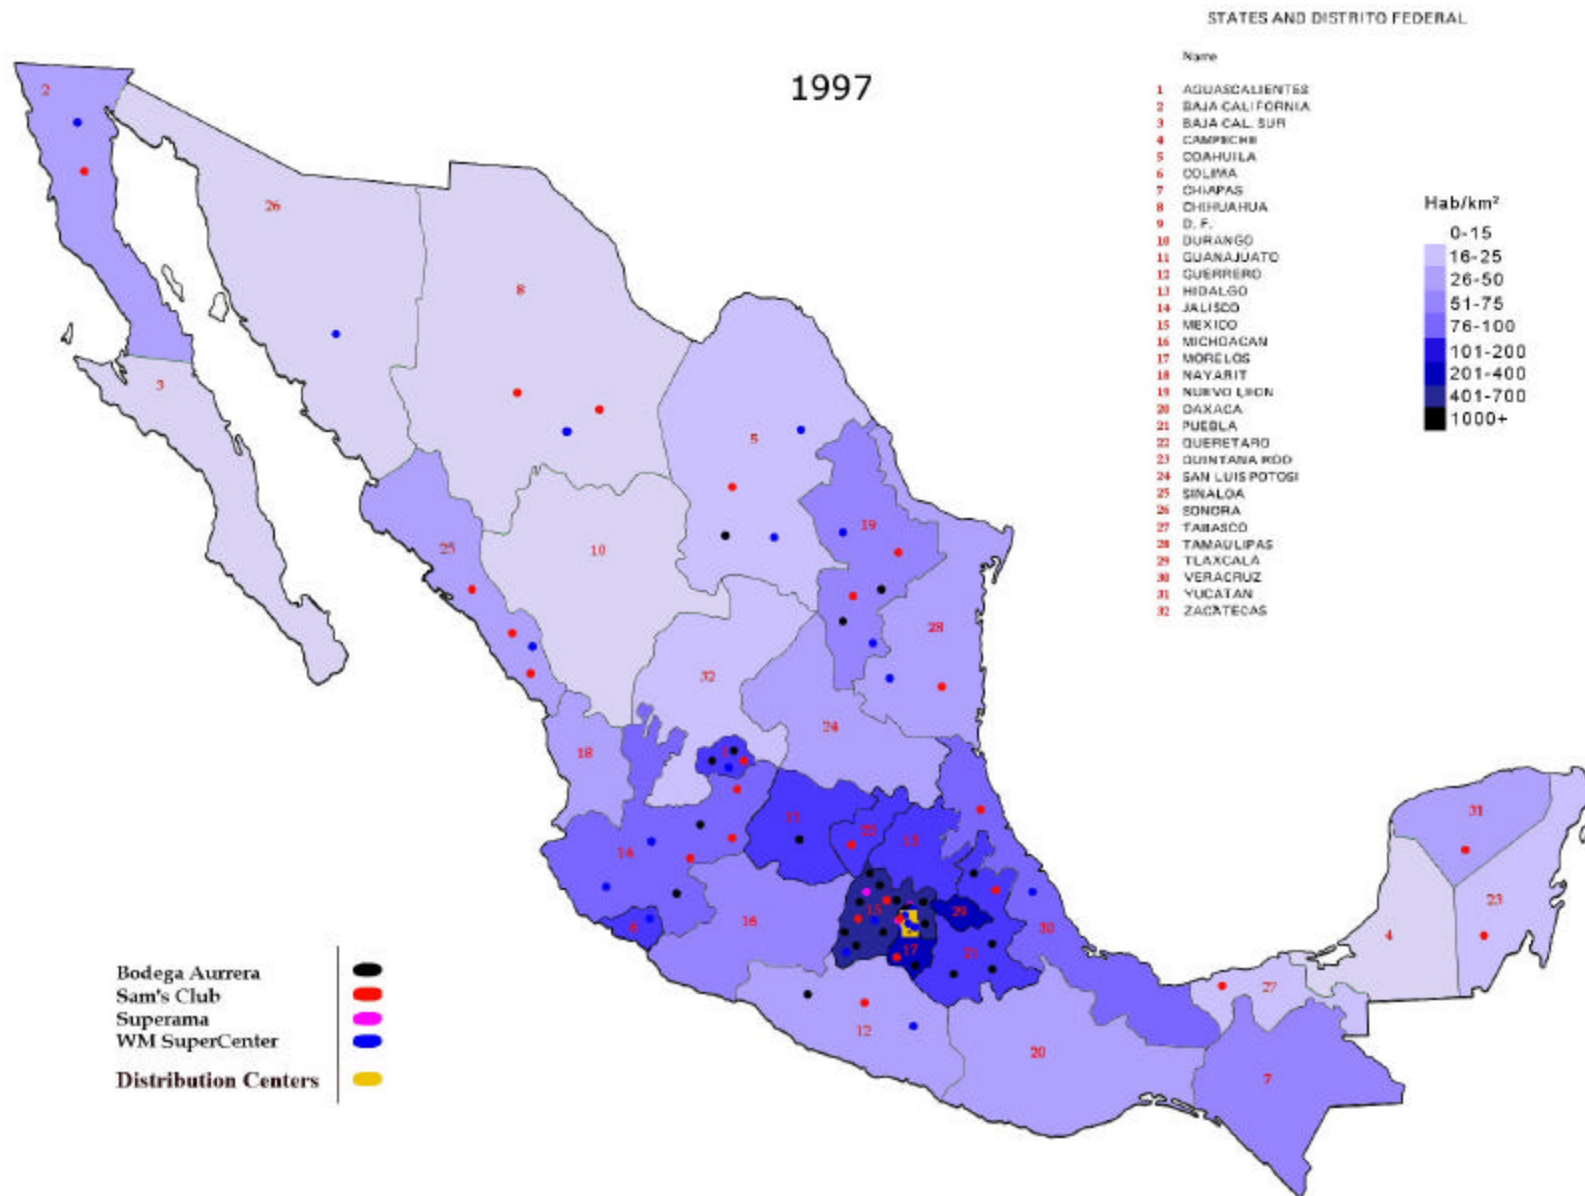 STATES AND DISTRITO FEDERAL
Name
1997
1 AGUASCALIENTES
2 BAJA CALIFORNIA
3 BAJA CAL. SUR
4 CAMPECHE
5 COAHUILA
6 COLIMA
7 CHIAPAS
8 CHIHUAHUA
9 D. F.
10 DURANGO
11 GUANAJUATO
12 GUERRERO
13 HIDALGO
14 JALISCO
15 MEXICO
16 MICHOACAN
17 MORELOS
18 NAYARIT
19 NUEVO LEON
20 OAXACA
21 PUEBLA
22 QUERETARO
23 QUINTANA ROO
24 SAN LUIS POTOSI
25 SINALOA
26 SONORA
27 TABASCO
28 TAMAULIPAS
29 TLAXCALA
30 VERACRUZ
31 YUCATAN
32 ZACATECAS
Hab/km²
0-15
16-25
26-50
51-75
76-100
101-200
201-400
401-700
1000+
2
26
8
3
5
19
10
25
28
32
24
18
1
11
22
13
31
14
15
29
23
6
16
17
21
30
4
27
12
20
7
Bodega Aurrera
Sam's Club
Superama
WM SuperCenter
Distribution Centers